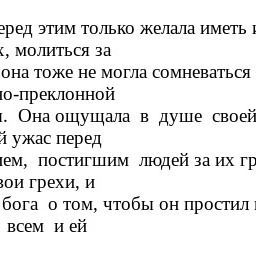 еред этим только желала иметь
х, молиться за
она тоже не могла сомневаться
но-преклонной
. Она ощущала в душе своей
й ужас перед
ием, постигшим людей за их гр
вои грехи, и
бога о том, чтобы он простил
всем и ей